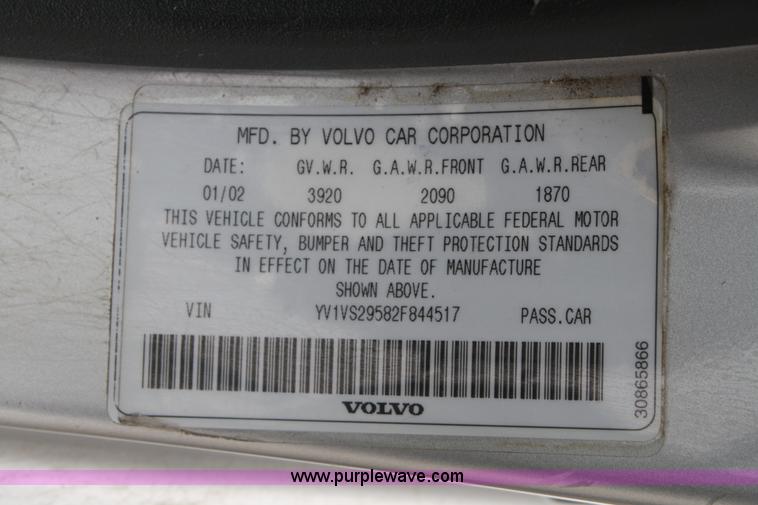 MFD. BY VOLVO CAR CORPORATION
DATE: GV.W.R. G.A.W.R.FRONT G.A.W.R.REAR
01/02 3920 2090 1870
THIS VEHICLE CONFORMS TO ALL APPLICABLE FEDERAL MOTOR
VEHICLE SAFETY, BUMPER AND THEFT PROTECTION STANDARDS
IN EFFECT ON THE DATE OF MANUFACTURE
SHOWN ABOVE.
VIN YV1VS29582F844517 PASS.CAR
VOLVO
30865866
www.purplewave.com